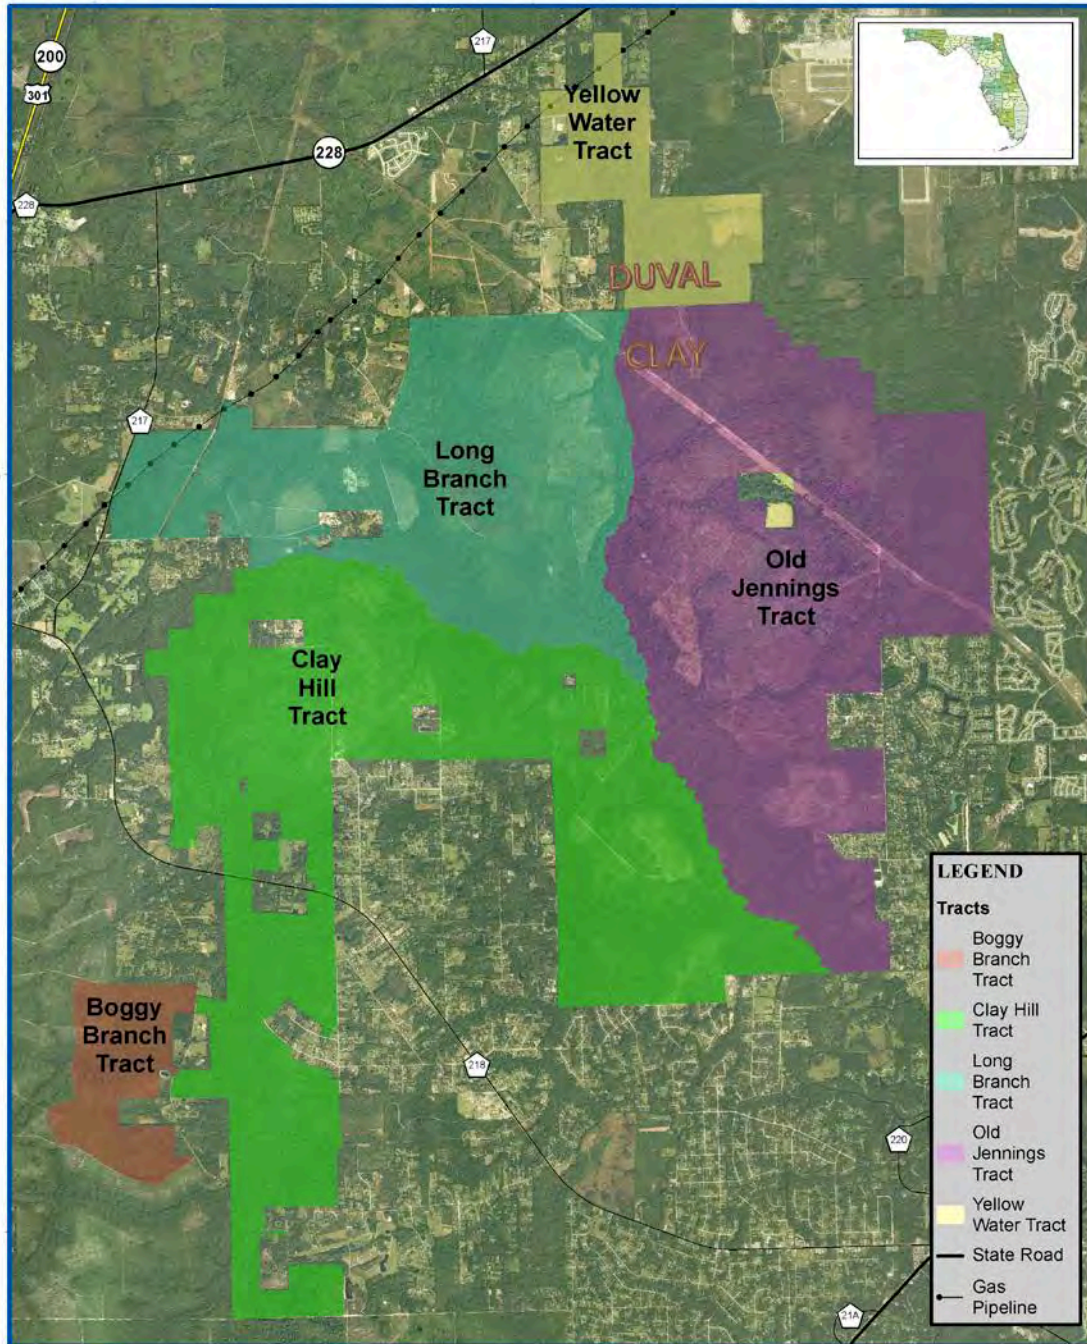 217
200
301
228
228
Yellow
Water
Tract
DUVAL
CLAY
217
Long
Branch
Tract
Old
Jennings
Tract
Clay
Hill
Tract
Boggy
Branch
Tract
218
220
21A
LEGEND
Tracts
Boggy
Branch
Tract
Clay Hill
Tract
Long
Branch
Tract
Old
Jennings
Tract
Yellow
Water Tract
State Road
Gas
Pipeline